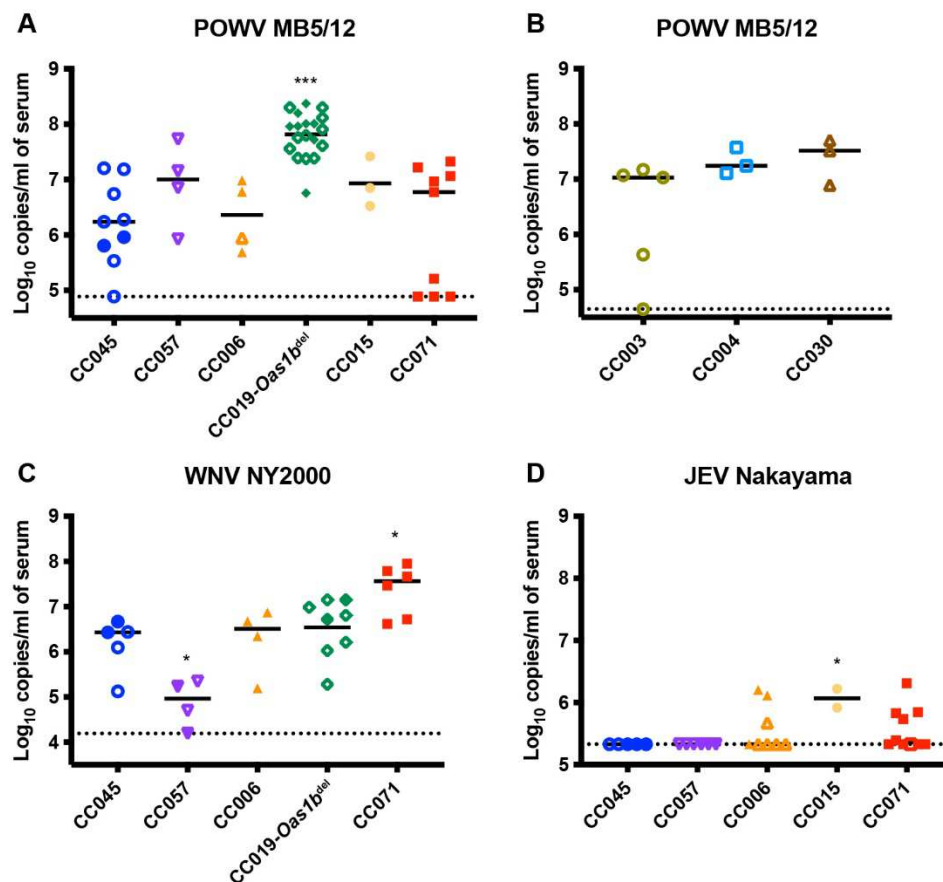 A
POWV MB5/12
Log10 copies/ml of serum
9
8
7
6
5
***
CC045
CC057
CC006
CC019-Oas1bdel
CC015
CC071
B
POWV MB5/12
Log10 copies/ml of serum
9
8
7
6
5
CC003
CC004
CC030
C
WNV NY2000
Log10 copies/ml of serum
9
8
7
6
5
4
*
*
CC045
CC057
CC006
CC019-Oas1bdel
CC071
D
JEV Nakayama
Log10 copies/ml of serum
9
8
7
6
5
*
CC045
CC057
CC006
CC015
CC071